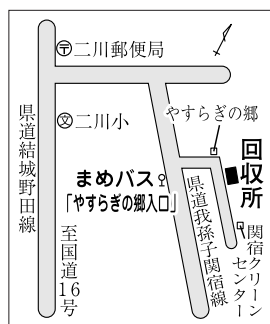 〒二川郵便局
文二川小
県道結城野田線
至国道16号
まめバス
「やすらぎの郷入口」
やすらぎの郷
県道我孫子関宿線
回収所
関宿クリーン
センター